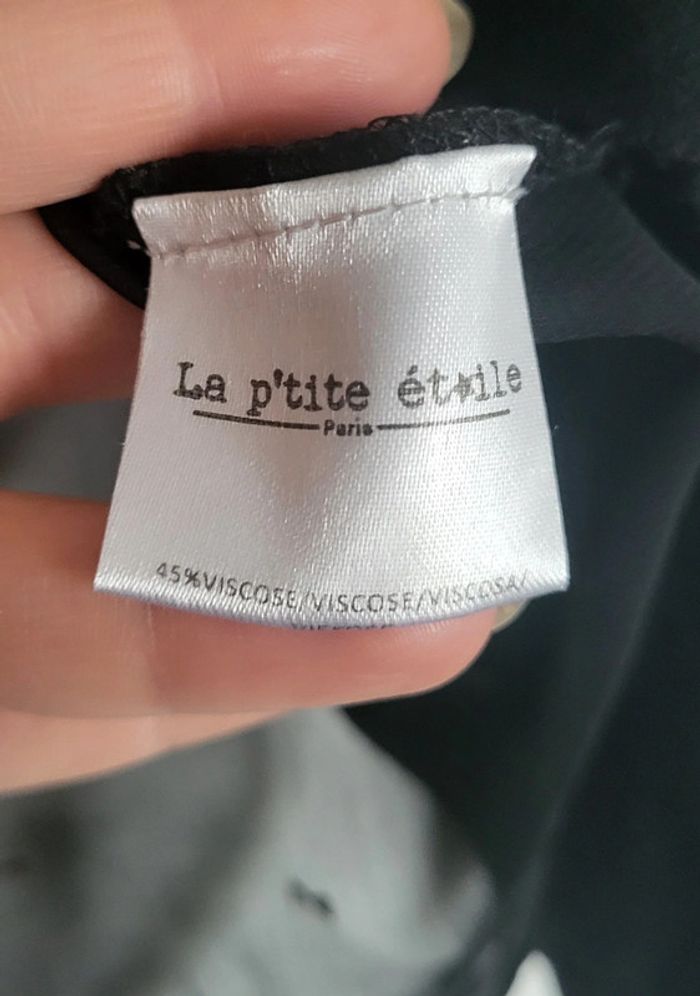 La p'tite étoile
Paris
45%VISCOSE/VISCOSE/VISCOSA/